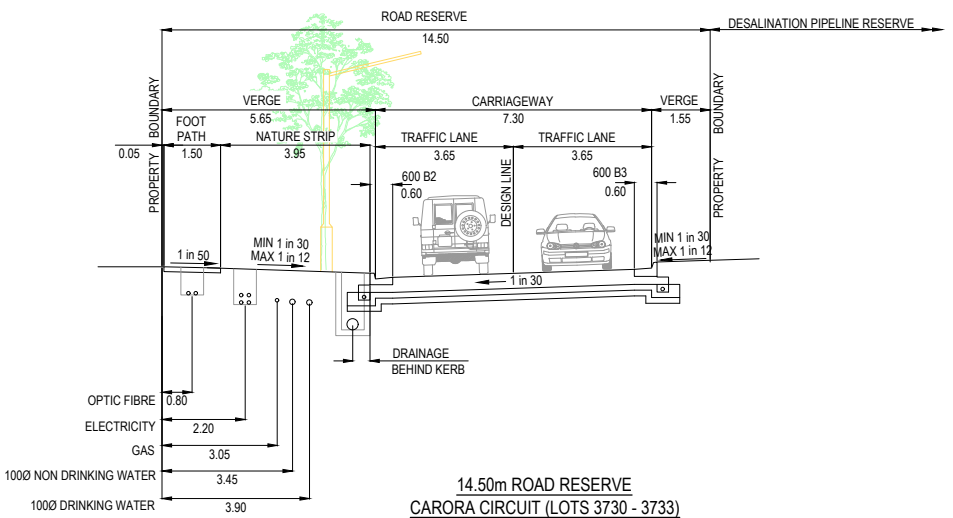 ROAD RESERVE
14.50
DESALINATION PIPELINE RESERVE
VERGE
5.65
CARRIAGEWAY
7.30
VERGE
1.55
PROPERTY BOUNDARY
PROPERTY BOUNDARY
FOOT
PATH
0.05
1.50
NATURE STRIP
3.95
TRAFFIC LANE
3.65
TRAFFIC LANE
3.65
DESIGN LINE
600 B2
0.60
600 B3
0.60
1 in 50
MIN 1 in 30
MAX 1 in 12
MIN 1 in 30
MAX 1 in 12
1 in 30
DRAINAGE
BEHIND KERB
OPTIC FIBRE
0.80
ELECTRICITY
2.20
GAS
3.05
100Ø NON DRINKING WATER
3.45
100Ø DRINKING WATER
3.90
14.50m ROAD RESERVE
CARORA CIRCUIT (LOTS 3730 - 3733)